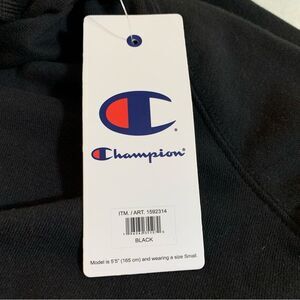 Champion
ITM. / ART. 1592314
BLACK
Model is 5'5" (165 cm) and wearing a size Small.